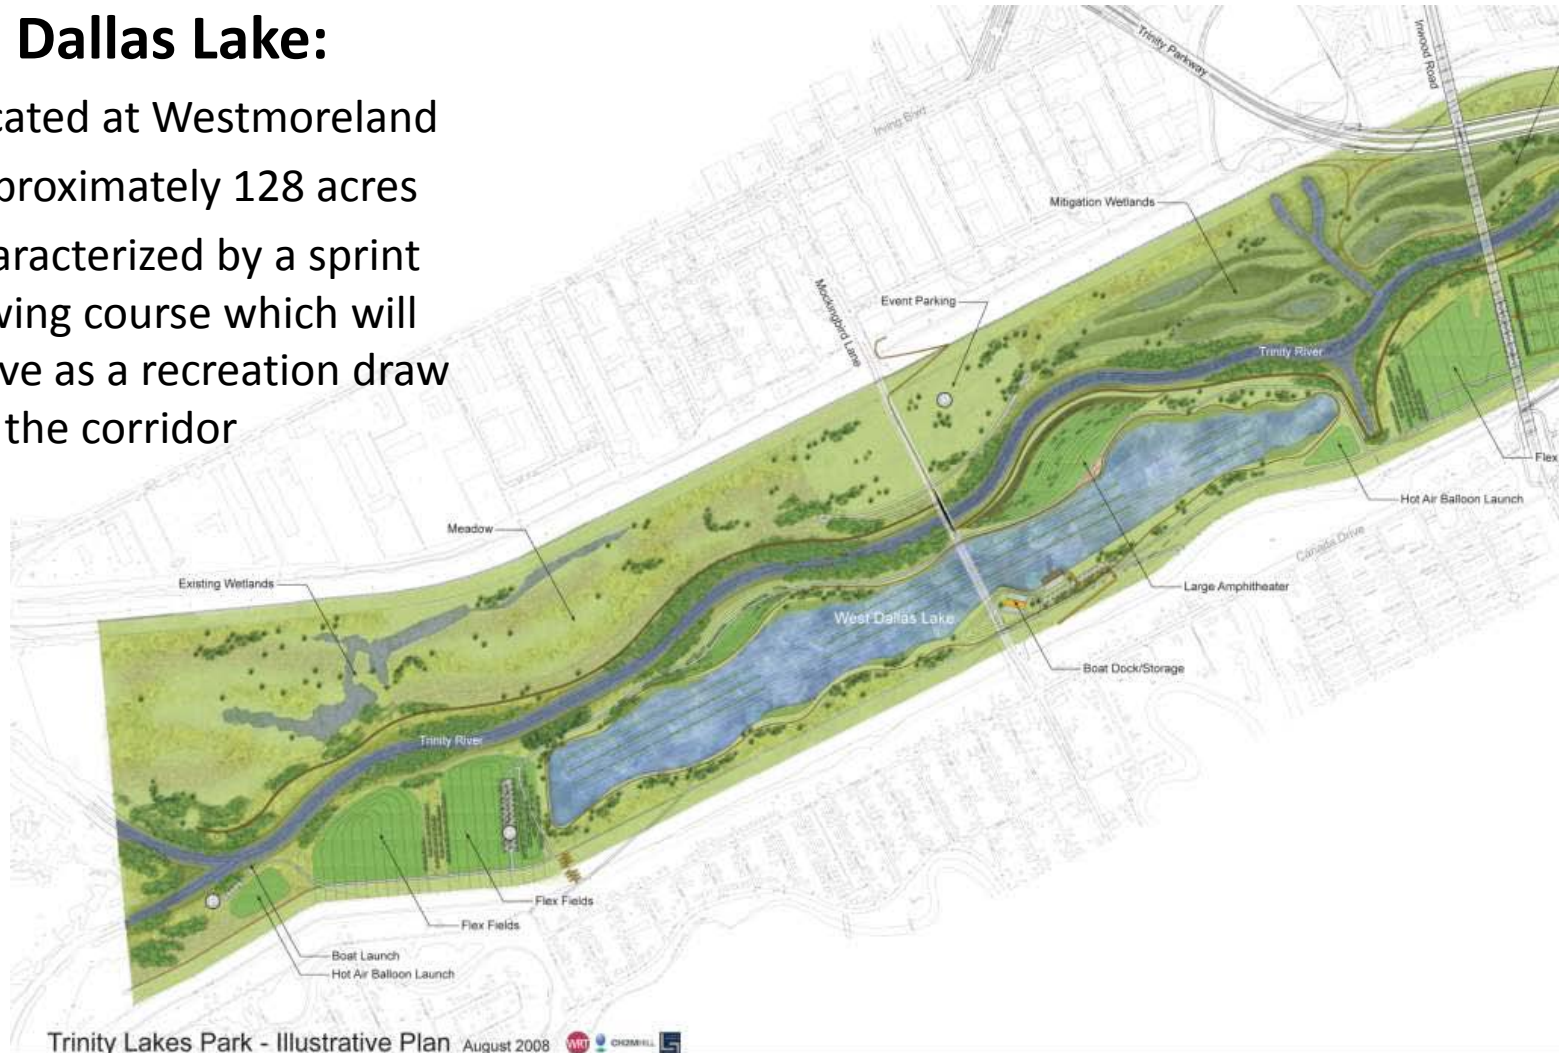 Dallas Lake:
cated at Westmoreland
proximately 128 acres
aracterized by a sprint
wing course which will
ve as a recreation draw
the corridor
Trinity Parkway
Inwood Road
Irving Blvd
Mitigation Wetlands
Mockingbird Lane
Event Parking
Trinity River
Flex
Hot Air Balloon Launch
Canada Drive
Meadow
Existing Wetlands
Large Amphitheater
West Dallas Lake
Boat Dock/Storage
Trinity River
Flex Fields
Flex Fields
Boat Launch
Hot Air Balloon Launch
Trinity Lakes Park - Illustrative Plan August 2008
WRT CH2MHILL